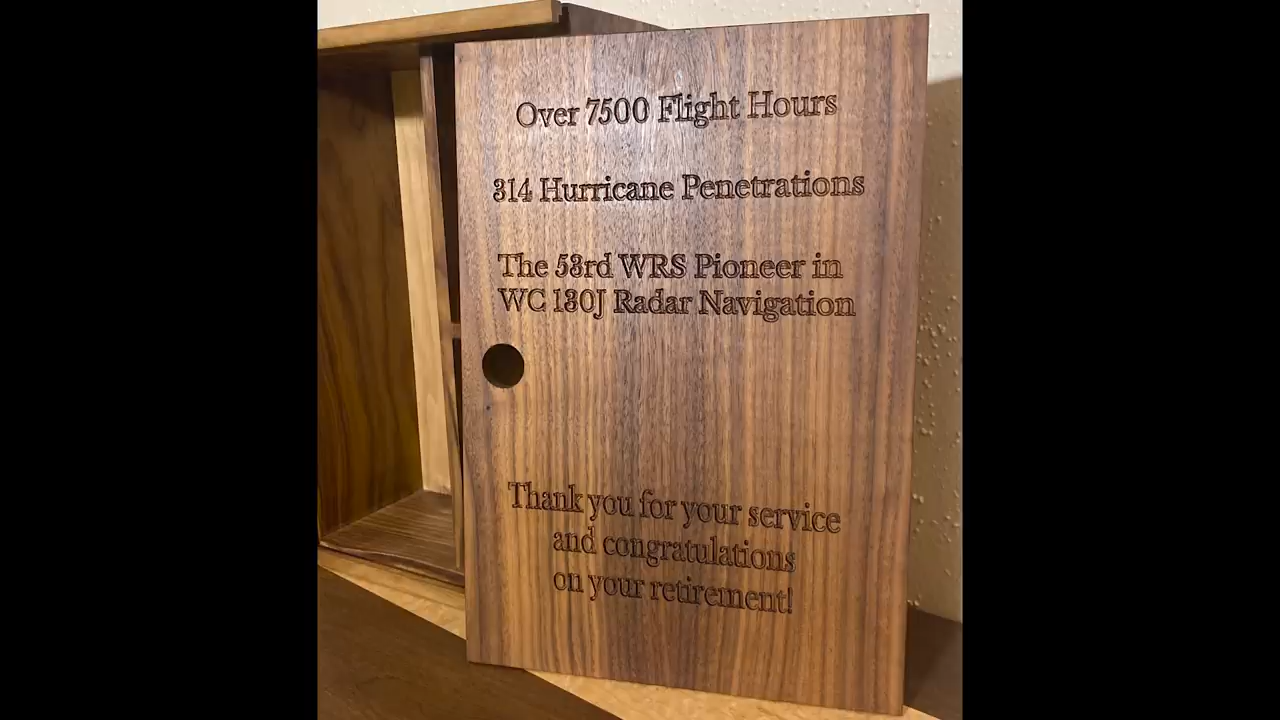 Over 7500 Flight Hours
314 Hurricane Penetrations
The 53rd WRS Pioneer in
WC 130J Radar Navigation
Thank you for your service
and congratulations
on your retirement!